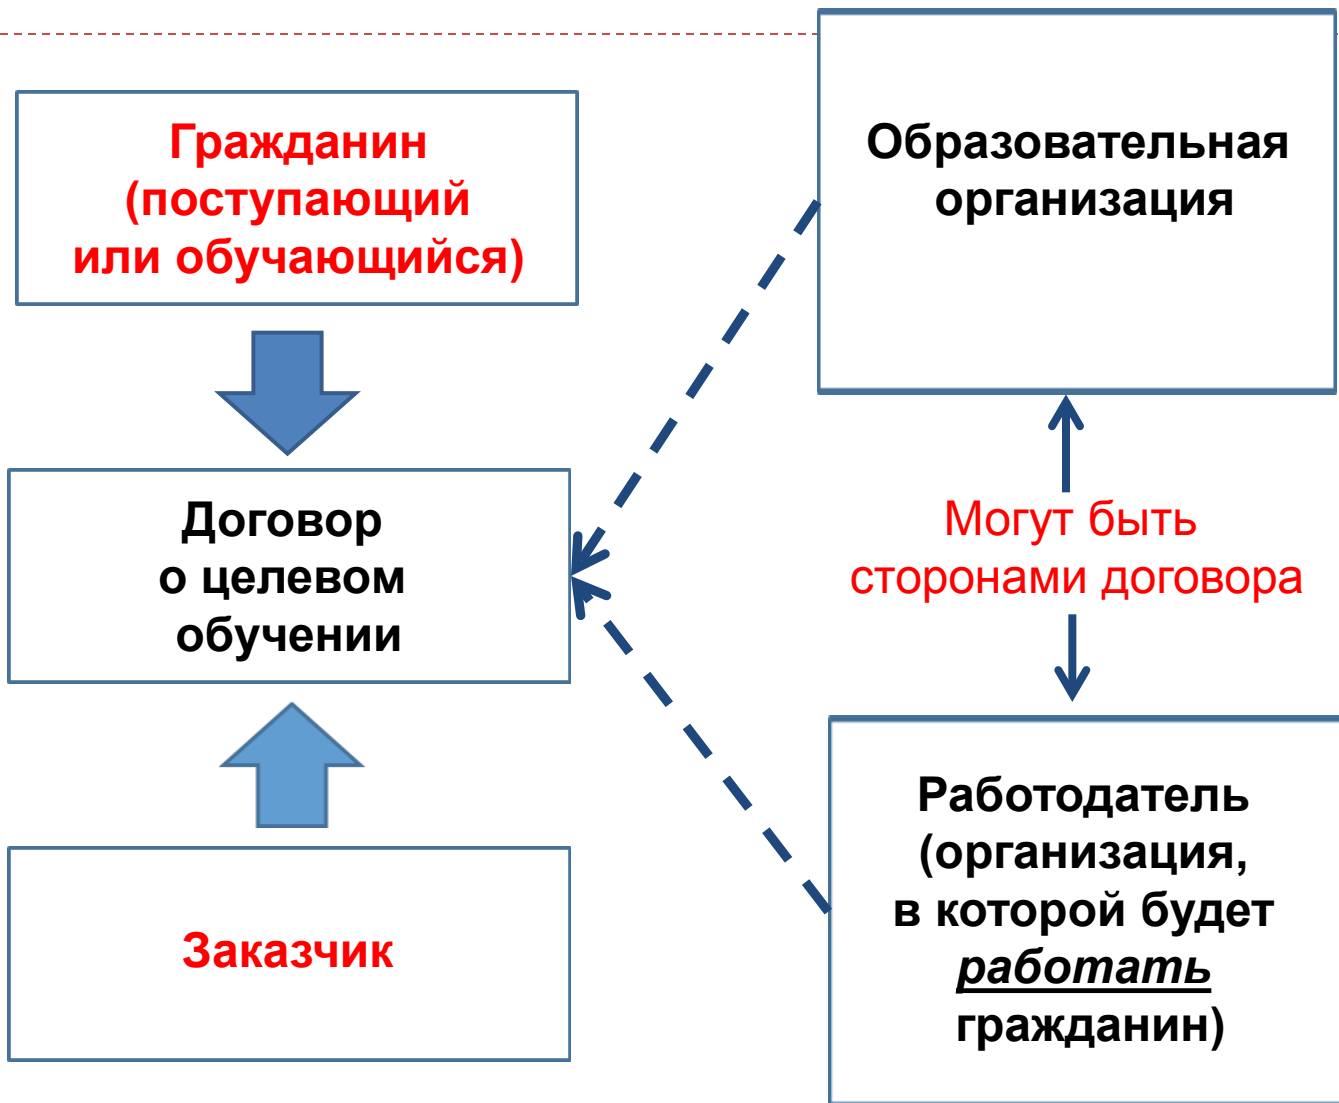 Гражданин
(поступающий
или обучающийся)
Образовательная
организация
Договор
о целевом
обучении
Могут быть
сторонами договора
Заказчик
Работодатель
(организация,
в которой будет
работать
гражданин)